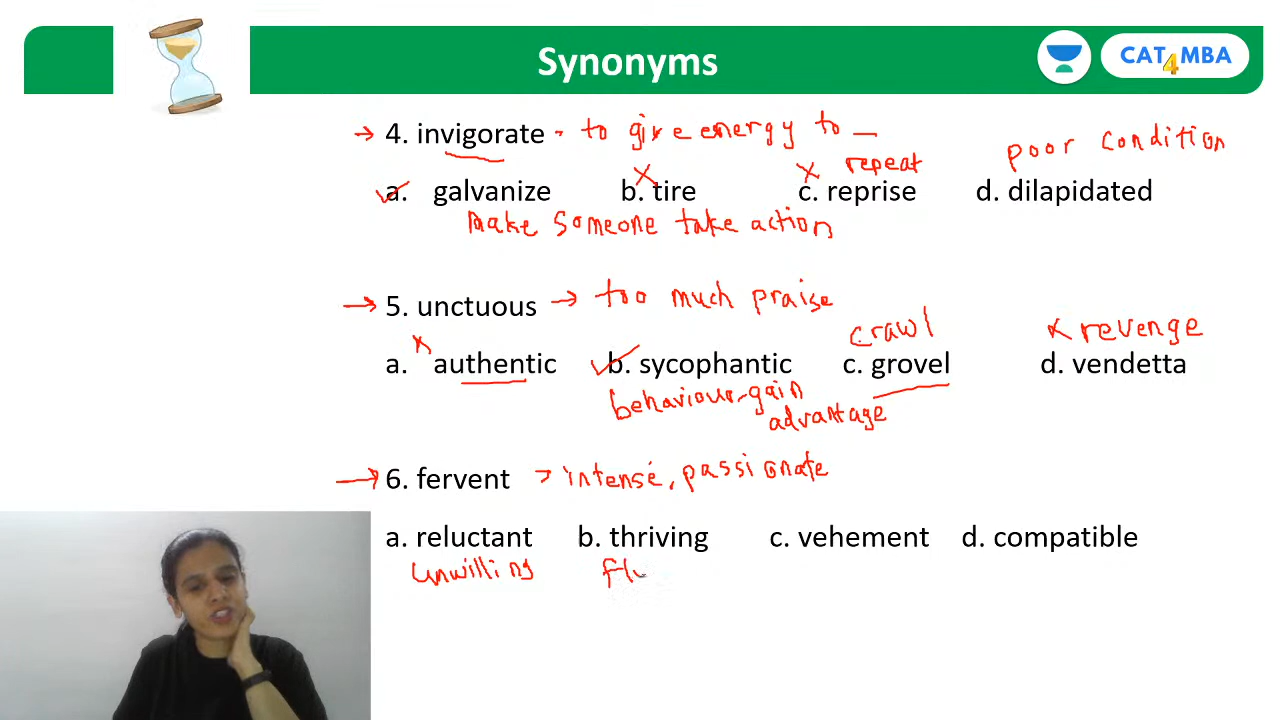 Synonyms
CAT4MBA
4. invigorate - to give energy to —
repeat
poor condition
a. galvanize b. tire c. reprise d. dilapidated
make someone take action
5. unctuous → too much praise
crawl
revenge
a. authentic b. sycophantic c. grovel d. vendetta
behaviour-gain
advantage
6. fervent > intense, passionate
a. reluctant b. thriving c. vehement d. compatible
unwilling